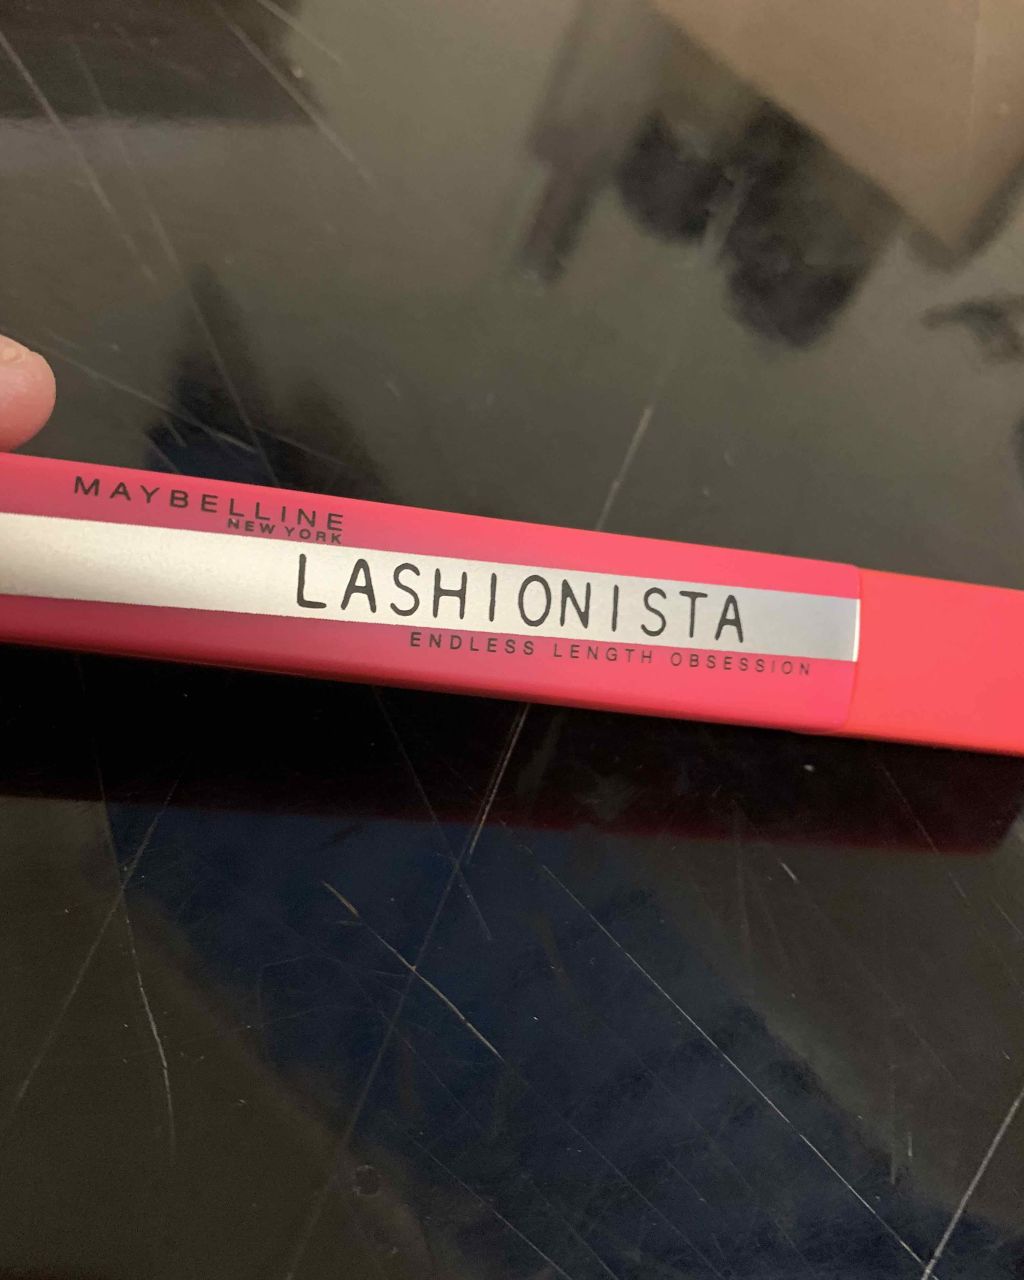 MAYBELLINE
NEW YORK
LASHIONISTA
ENDLESS LENGTH OBSESSION